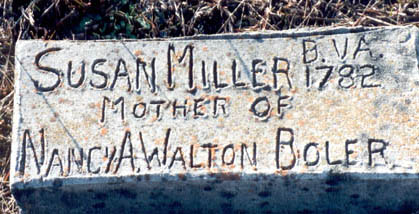 SUSAN MILLER B. VA. 1782
MOTHER OF
NANCY A. WALTON BOLER